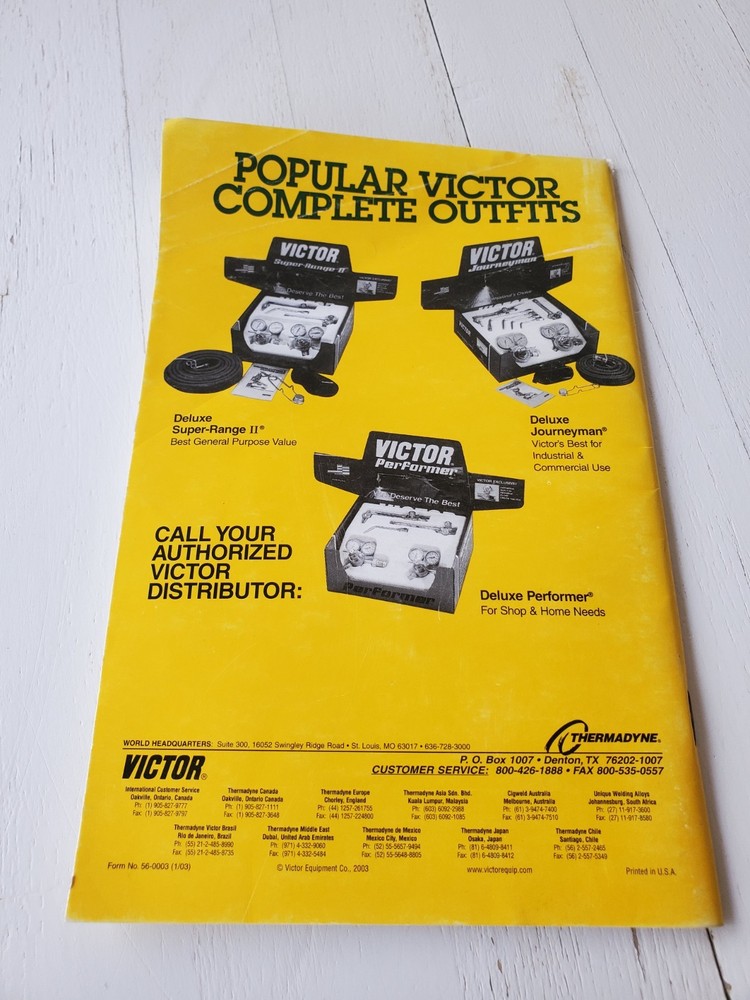 POPULAR VICTOR
COMPLETE OUTFITS
VICTOR
Super-Range II
Deserve The Best
VICTOR
Journeyman
VICTOR
Deluxe
Super-Range II®
Best General Purpose Value
Deluxe
Journeyman®
Victor's Best for
Industrial &
Commercial Use
VICTOR
Performer
Deserve The Best
Performer
CALL YOUR
AUTHORIZED
VICTOR
DISTRIBUTOR:
Deluxe Performer®
For Shop & Home Needs
THERMADYNE®
WORLD HEADQUARTERS: Suite 300, 16052 Swingley Ridge Road • St. Louis, MO 63017 • 636-728-3000
VICTOR®
P. O. Box 1007 • Denton, TX 76202-1007
CUSTOMER SERVICE: 800-426-1888 • FAX 800-535-0557
International Customer Service
Oakville, Ontario, Canada
Ph: (1) 905-827-9777
Fax: (1) 905-827-9797
Thermadyne Canada
Oakville, Ontario Canada
Ph: (1) 905-827-1111
Fax: (1) 905-827-3648
Thermadyne Europe
Chorley, England
Ph: (44) 1257-261755
Fax: (44) 1257-224800
Thermadyne Asia Sdn. Bhd.
Kuala Lumpur, Malaysia
Ph: (603) 6092-2988
Fax: (603) 6092-1085
Cigweld Australia
Melbourne, Australia
Ph: (61) 3-9474-7400
Fax: (61) 3-9474-7510
Unique Welding Alloys
Johannesburg, South Africa
Ph: (27) 11-917-3600
Fax: (27) 11-917-8580
Thermadyne Victor Brasil
Rio de Janeiro, Brazil
Ph: (55) 21-2-485-8990
Fax: (55) 21-2-485-8735
Thermadyne Middle East
Dubai, United Arab Emirates
Ph: (971) 4-332-9060
Fax: (971) 4-332-5484
Thermadyne de Mexico
Mexico City, Mexico
Ph: (52) 55-5657-9494
Fax: (52) 55-5648-8805
Thermadyne Japan
Osaka, Japan
Ph: (81) 6-4809-8411
Fax: (81) 6-4809-8412
Thermadyne Chile
Santiago, Chile
Ph: (56) 2-557-2465
Fax: (56) 2-557-5349
Form No. 56-0003 (1/03)
© Victor Equipment Co., 2003
www.victorequip.com
Printed in U.S.A.